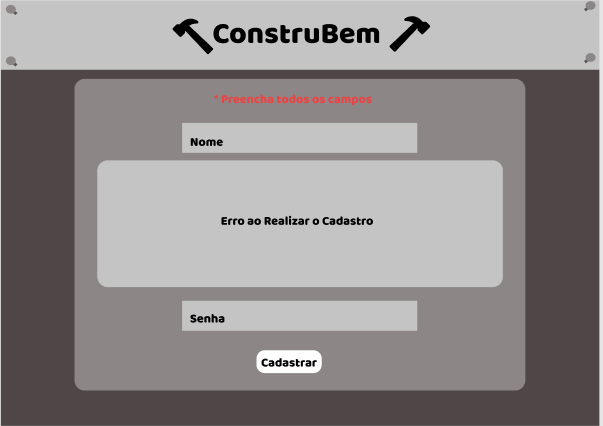 ConstruBem
* Preencha todos os campos
Nome
Erro ao Realizar o Cadastro
Senha
Cadastrar